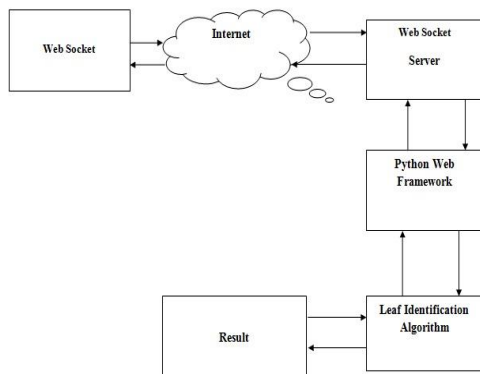 Web Socket
Internet
Web Socket
Server
Python Web
Framework
Leaf Identification
Algorithm
Result